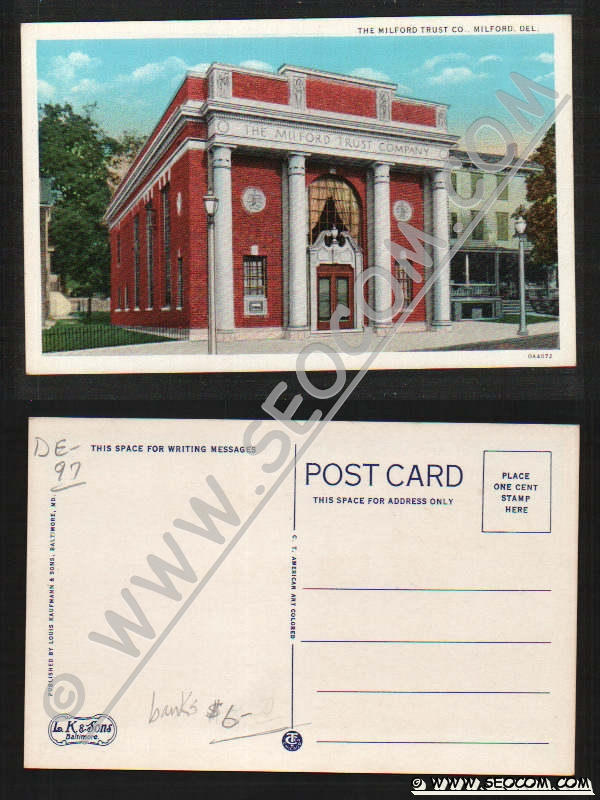 THE MILFORD TRUST CO., MILFORD, DEL.
THE MILFORD TRUST COMPANY
0A4072
© WWW.SEOCOM.COM
DE-
97
THIS SPACE FOR WRITING MESSAGES
POST CARD
THIS SPACE FOR ADDRESS ONLY
PLACE
ONE CENT
STAMP
HERE
PUBLISHED BY LOUIS KAUFMANN & SONS, BALTIMORE, MD.
C. T. AMERICAN ART COLORED
L. K. & Sons
Baltimore
banks $6-
© WWW.SEOCOM.COM